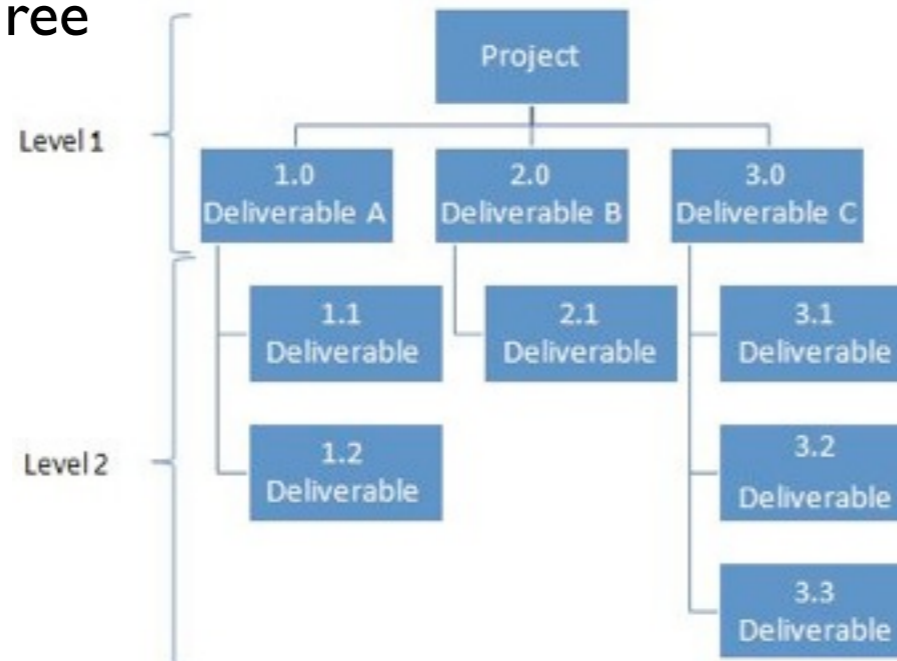 ree
Project
Level 1
1.0
Deliverable A
2.0
Deliverable B
3.0
Deliverable C
1.1
Deliverable
2.1
Deliverable
3.1
Deliverable
Level 2
1.2
Deliverable
3.2
Deliverable
3.3
Deliverable